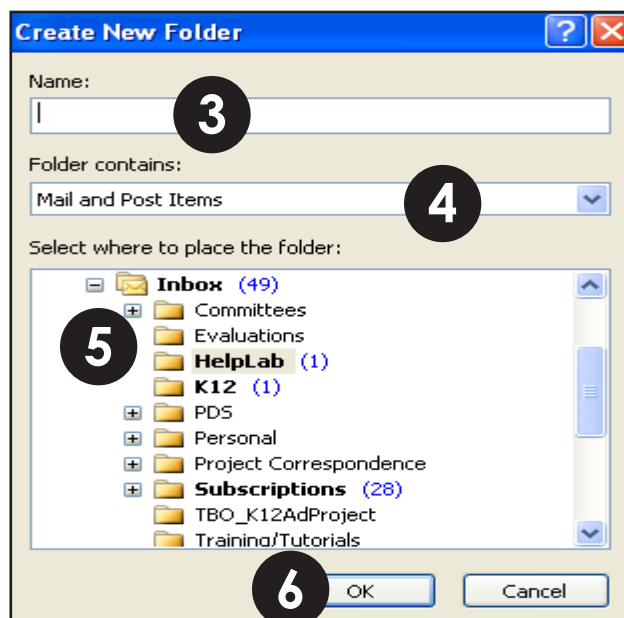 Create New Folder ?
Name:
3
Folder contains:
Mail and Post Items
4
Select where to place the folder:
Inbox (49)
Committees
5
Evaluations
HelpLab (1)
K12 (1)
PDS
Personal
Project Correspondence
Subscriptions (28)
TBO_K12AdProject
Training/Tutorials
6 OK Cancel